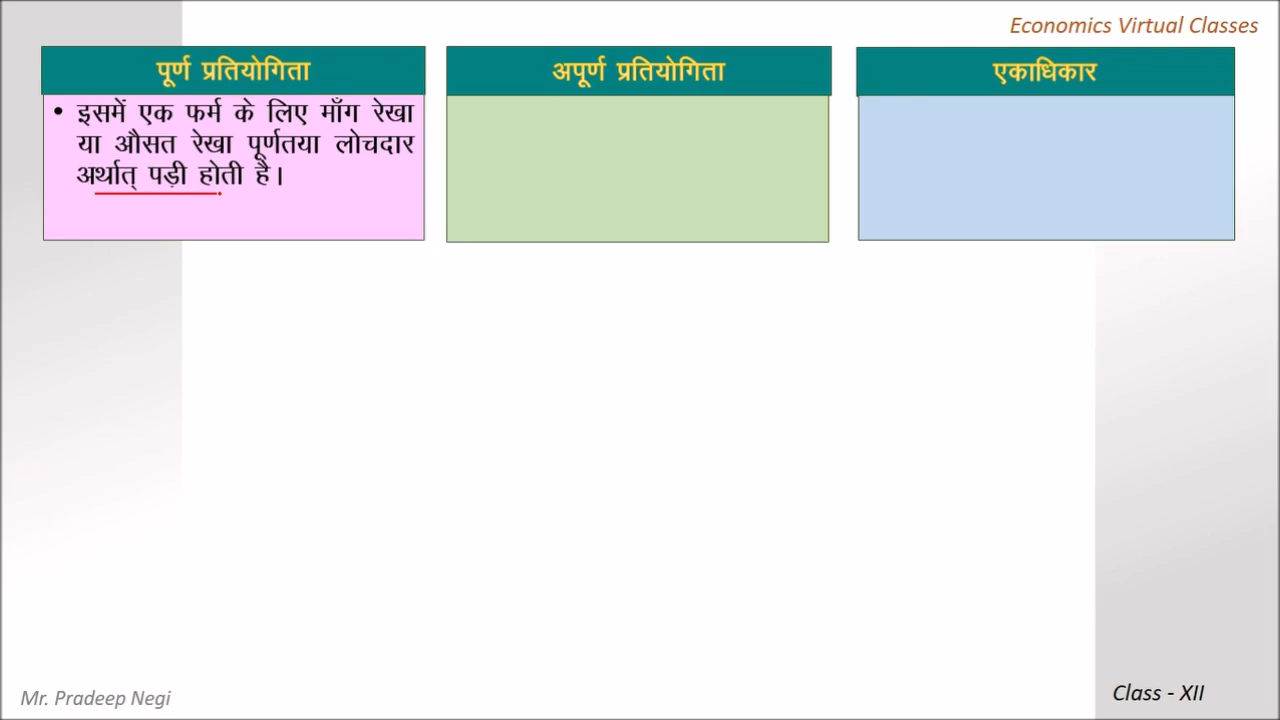 Economics Virtual Classes
पूर्ण प्रतियोगिता
अपूर्ण प्रतियोगिता
एकाधिकार
• इसमें एक फर्म के लिए माँग रेखा
या औसत रेखा पूर्णतया लोचदार
अर्थात् पड़ी होती है।
Mr. Pradeep Negi
Class - XII